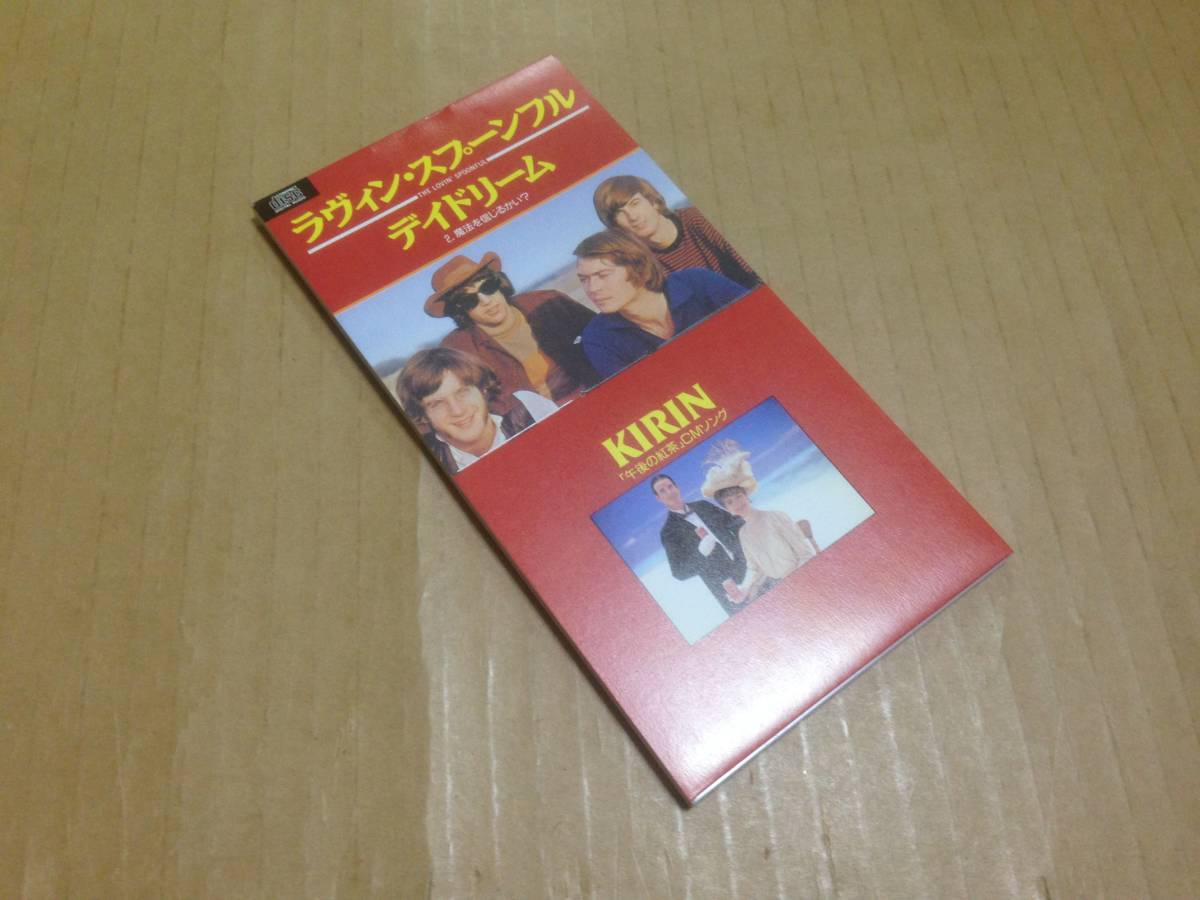 disc
ラヴィン・スプーンフル
THE LOVIN' SPOONFUL
デイドリーム
2. 魔法を信じるかい?
KIRIN
「午後の紅茶」CMソング